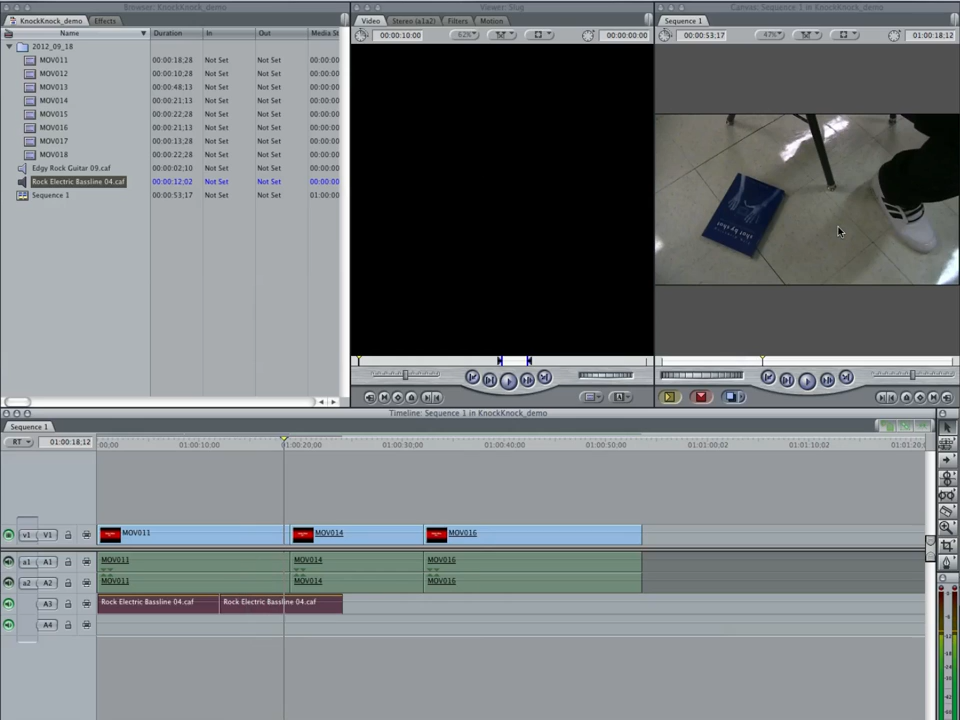 Browser: KnockKnock_demo
KnockKnock_demo Effects
Name Duration In Out Media St
2012_09_18
MOV011 00:00:18;28 Not Set Not Set 00:00:00
MOV012 00:00:10;28 Not Set Not Set 00:00:00
MOV013 00:00:48;13 Not Set Not Set 00:00:00
MOV014 00:00:21;13 Not Set Not Set 00:00:00
MOV015 00:00:22;28 Not Set Not Set 00:00:00
MOV016 00:00:21;13 Not Set Not Set 00:00:00
MOV017 00:00:13;28 Not Set Not Set 00:00:00
MOV018 00:00:22;28 Not Set Not Set 00:00:00
Edgy Rock Guitar 09.caf 00:00:02;10 Not Set Not Set 00:00:00
Rock Electric Bassline 04.caf 00:00:12;02 Not Set Not Set 00:00:00
Sequence 1 00:00:53;17 Not Set Not Set 01:00:00
Viewer: Slug
Video Stereo (a1a2) Filters Motion
00:00:10:00 62% 00:00:00:00
Canvas: Sequence 1 in KnockKnock_demo
Sequence 1
00:00:53;17 47% 01:00:18;12
shot by shot
Timeline: Sequence 1 in KnockKnock_demo
Sequence 1
RT 01:00:18;12 00;00 01:00:10;00 01:00:20;00 01:00:30;00 01:00:40;00 01:00:50;00 01:01:00;02 01:01:10;02 01:01:20;0
v1 V1 MOV011 MOV014 MOV016
a1 A1 MOV011 MOV014 MOV016
a2 A2 MOV011 MOV014 MOV016
A3 Rock Electric Bassline 04.caf Rock Electric Bassline 04.caf
A4